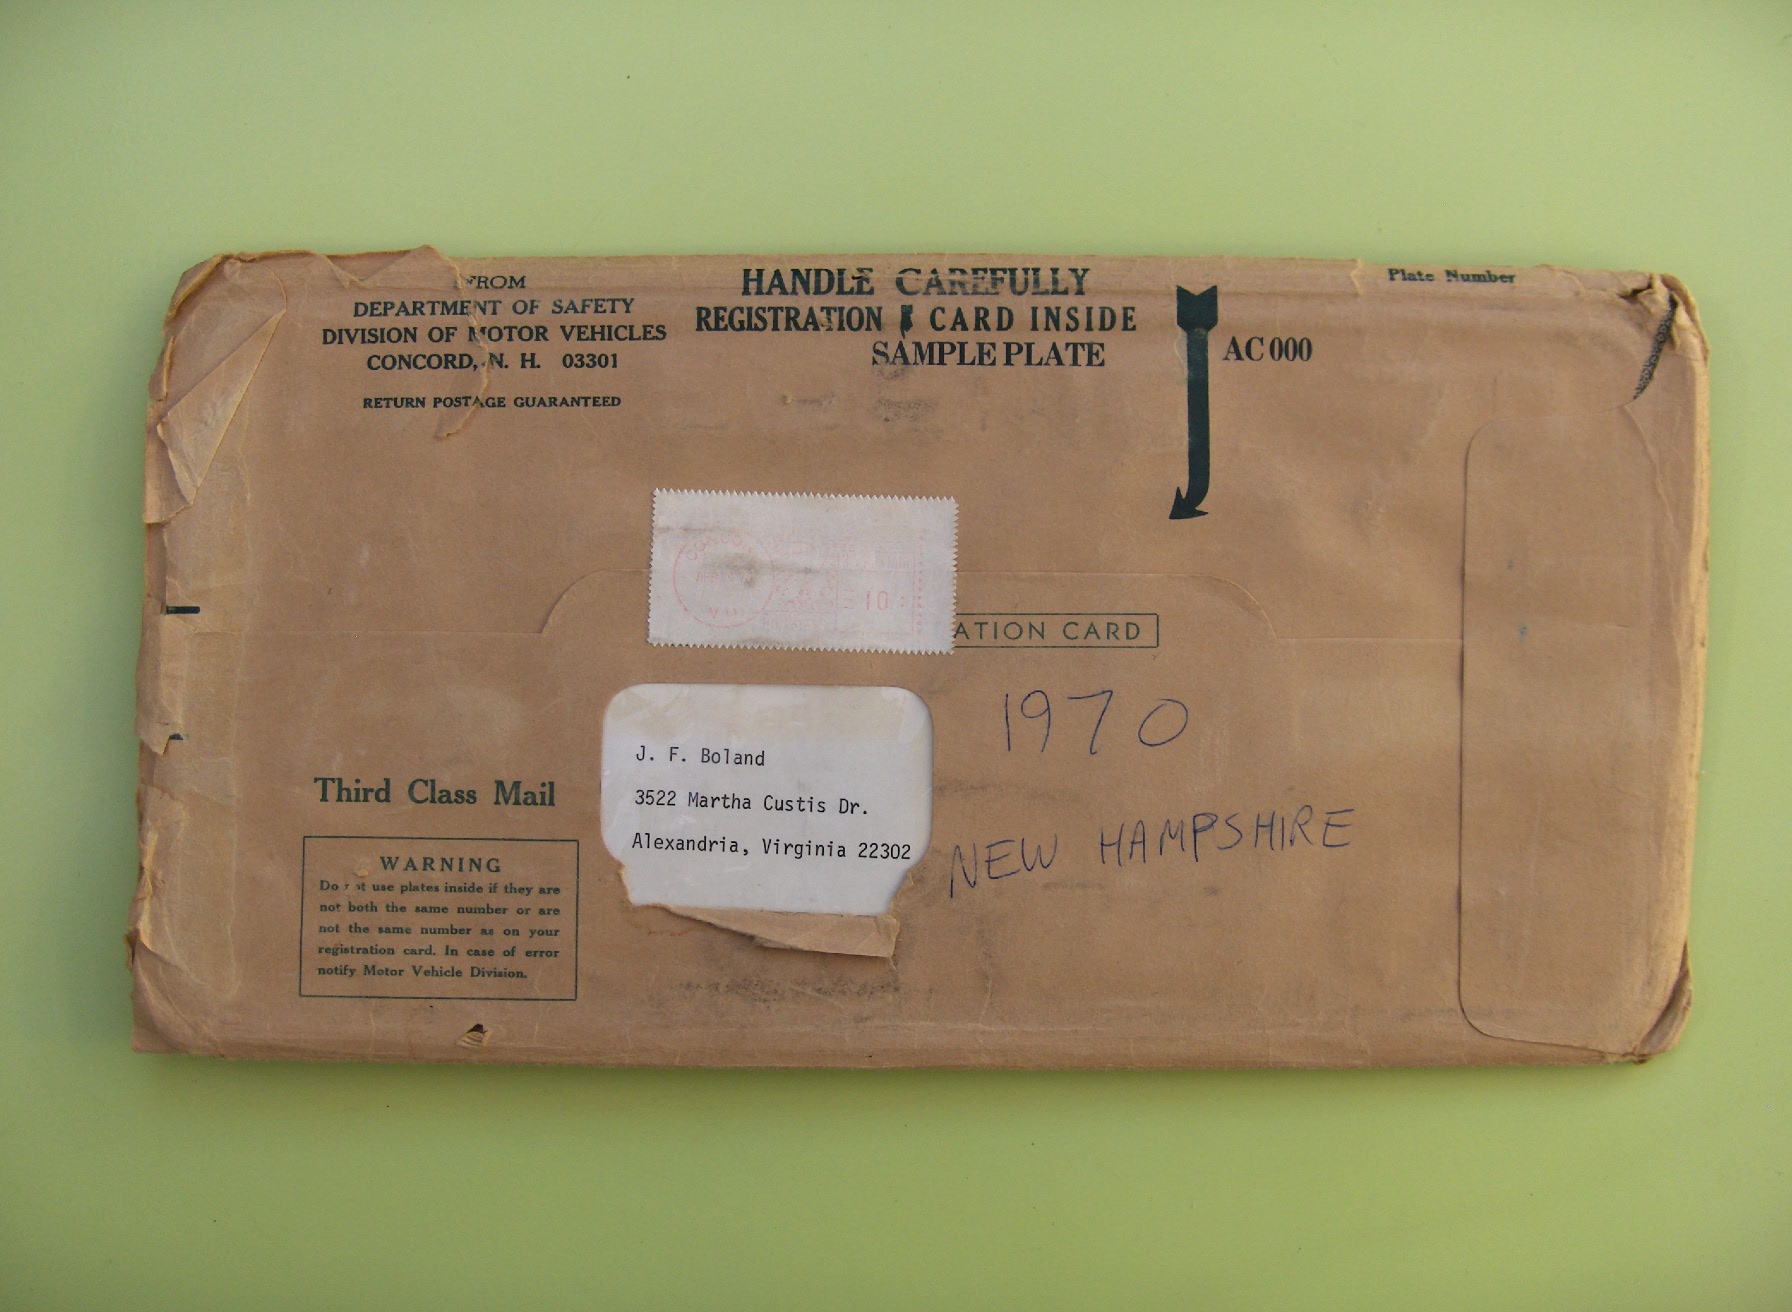 FROM
DEPARTMENT OF SAFETY
DIVISION OF MOTOR VEHICLES
CONCORD, N. H. 03301
RETURN POSTAGE GUARANTEED
HANDLE CAREFULLY
REGISTRATION CARD INSIDE
SAMPLE PLATE
AC 000
Plate Number
10
ATION CARD
1970
NEW HAMPSHIRE
J. F. Boland
3522 Martha Custis Dr.
Alexandria, Virginia 22302
Third Class Mail
WARNING
Do not use plates inside if they are
not both the same number or are
not the same number as on your
registration card. In case of error
notify Motor Vehicle Division.